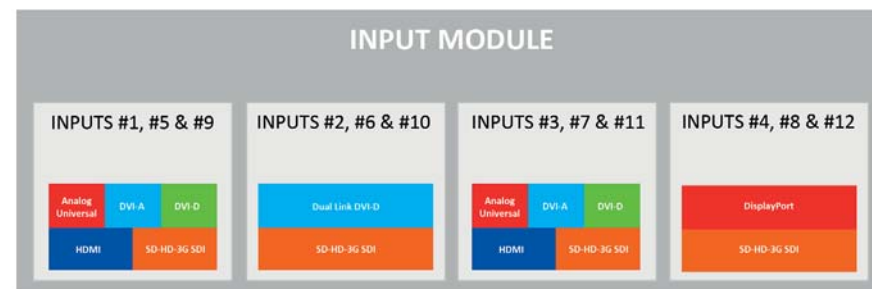 INPUT MODULE
INPUTS #1, #5 & #9
Analog
Universal
DVI-A
DVI-D
HDMI
SD-HD-3G SDI
INPUTS #2, #6 & #10
Dual Link DVI-D
SD-HD-3G SDI
INPUTS #3, #7 & #11
Analog
Universal
DVI-A
DVI-D
HDMI
SD-HD-3G SDI
INPUTS #4, #8 & #12
DisplayPort
SD-HD-3G SDI